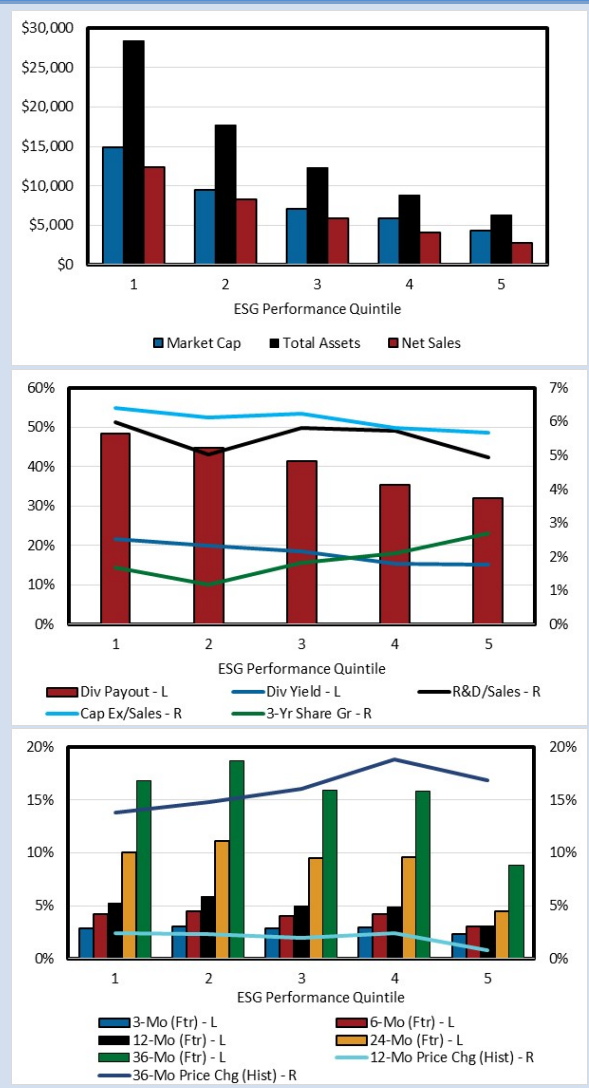 $30,000
$25,000
$20,000
$15,000
$10,000
$5,000
$0
1 2 3 4 5
ESG Performance Quintile
Market Cap Total Assets Net Sales
60% 7%
50% 6%
40% 5%
30% 4%
20% 3%
10% 2%
0% 1%
0%
1 2 3 4 5
ESG Performance Quintile
Div Payout - L Div Yield - L R&D/Sales - R
Cap Ex/Sales - R 3-Yr Share Gr - R
20% 20%
15% 15%
10% 10%
5% 5%
0% 0%
1 2 3 4 5
ESG Performance Quintile
3-Mo (Ftr) - L 6-Mo (Ftr) - L
12-Mo (Ftr) - L 24-Mo (Ftr) - L
36-Mo (Ftr) - L 12-Mo Price Chg (Hist) - R
36-Mo Price Chg (Hist) - R